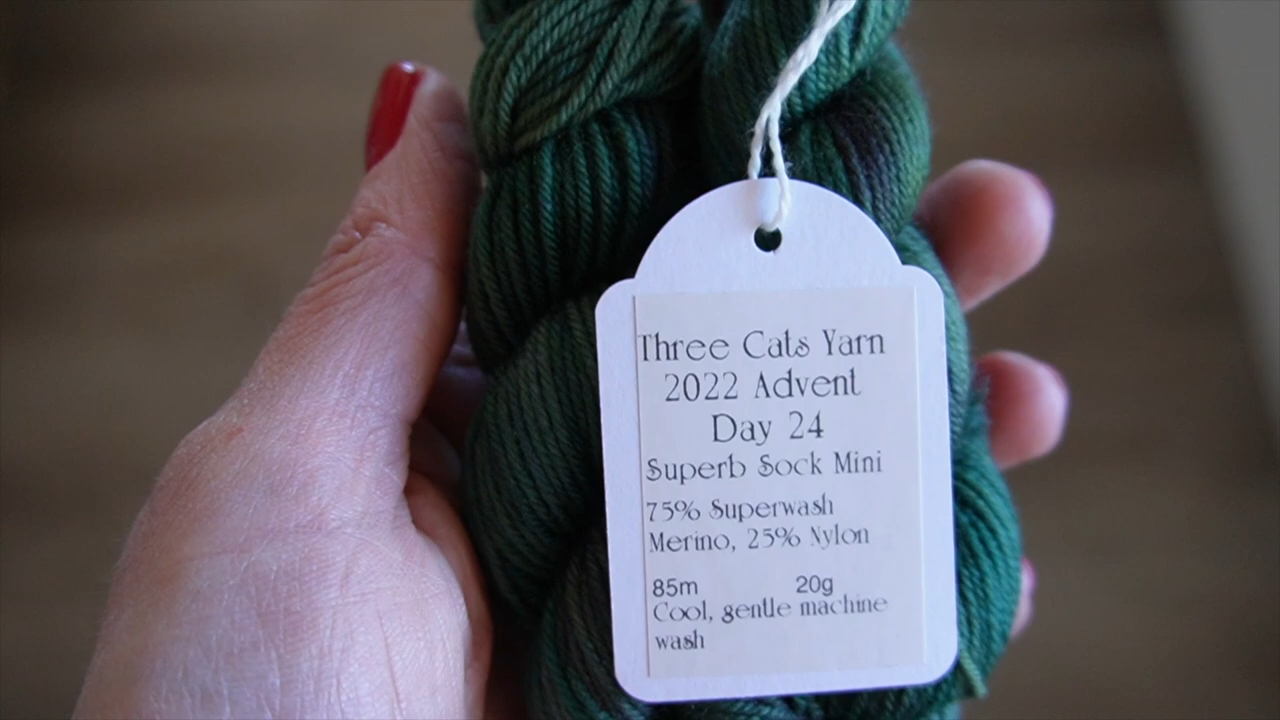 Three Cats Yarn
2022 Advent
Day 24
Superb Sock Mini
75% Superwash
Merino, 25% Nylon
85m 20g
Cool, gentle machine
wash